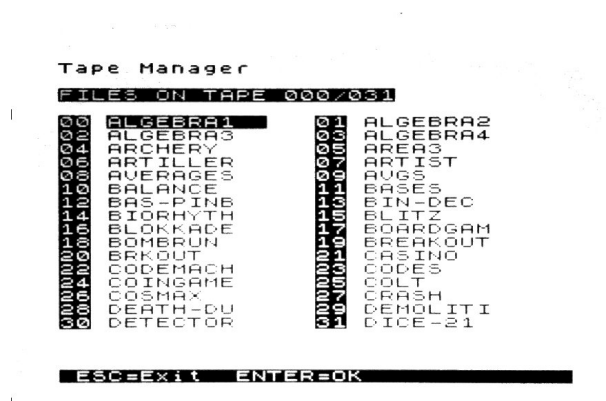 Tape Manager
FILES ON TAPE 000/031
00 ALGEBRA1 01 ALGEBRA2
02 ALGEBRA3 03 ALGEBRA4
04 ARCHERY 05 AREA3
06 ARTILLER 07 ARTIST
08 AVERAGES 09 AVGS
10 BALANCE 11 BASES
12 BAS-PINB 13 BIN-DEC
14 BIORHYTH 15 BLITZ
16 BLOKKADE 17 BOARDGAM
18 BOMBRUN 19 BREAKOUT
20 BRKOUT 21 CASINO
22 CODEMACH 23 CODES
24 COINGAME 25 COLT
26 COSMAX 27 CRASH
28 DEATH-DU 29 DEMOLITI
30 DETECTOR 31 DICE-21
ESC=Exit ENTER=OK